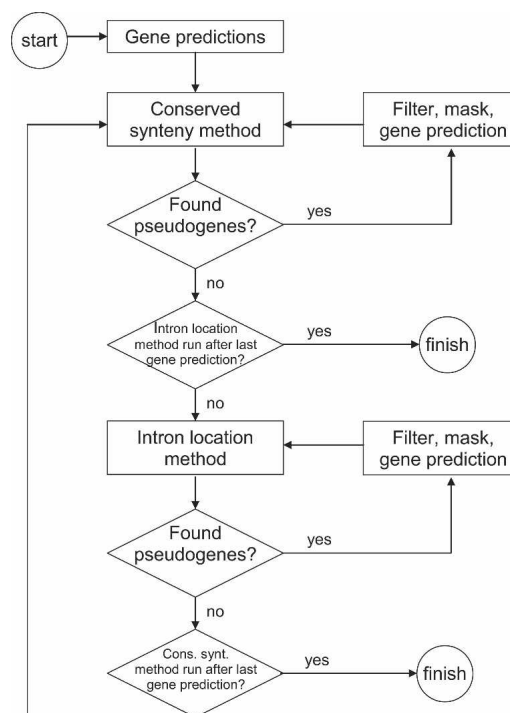 start
Gene predictions
Conserved
synteny method
Filter, mask,
gene prediction
Found
pseudogenes?
yes
no
Intron location
method run after last
gene prediction?
yes
finish
no
Intron location
method
Filter, mask,
gene prediction
Found
pseudogenes?
yes
no
Cons. synt.
method run after last
gene prediction?
yes
finish